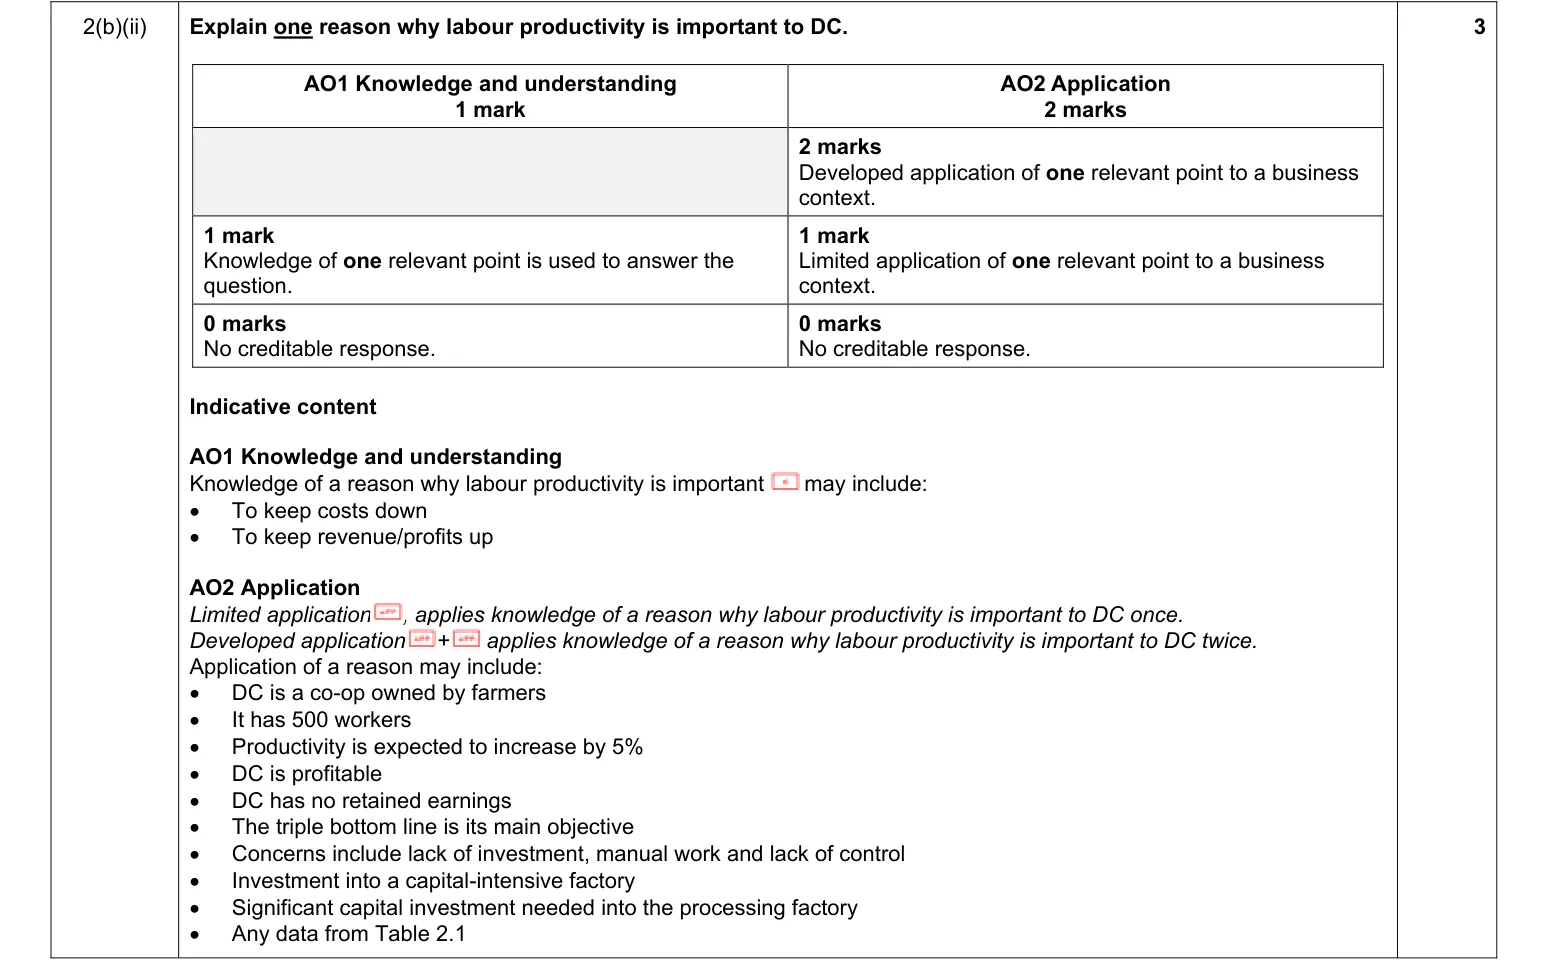 2(b)(ii)
Explain one reason why labour productivity is important to DC.
3
AO1 Knowledge and understanding
1 mark
AO2 Application
2 marks
2 marks
Developed application of one relevant point to a business
context.
1 mark
Knowledge of one relevant point is used to answer the
question.
1 mark
Limited application of one relevant point to a business
context.
0 marks
No creditable response.
0 marks
No creditable response.
Indicative content
AO1 Knowledge and understanding
Knowledge of a reason why labour productivity is important may include:
• To keep costs down
• To keep revenue/profits up
AO2 Application
Limited application, applies knowledge of a reason why labour productivity is important to DC once.
Developed application + applies knowledge of a reason why labour productivity is important to DC twice.
Application of a reason may include:
• DC is a co-op owned by farmers
• It has 500 workers
• Productivity is expected to increase by 5%
• DC is profitable
• DC has no retained earnings
• The triple bottom line is its main objective
• Concerns include lack of investment, manual work and lack of control
• Investment into a capital-intensive factory
• Significant capital investment needed into the processing factory
• Any data from Table 2.1